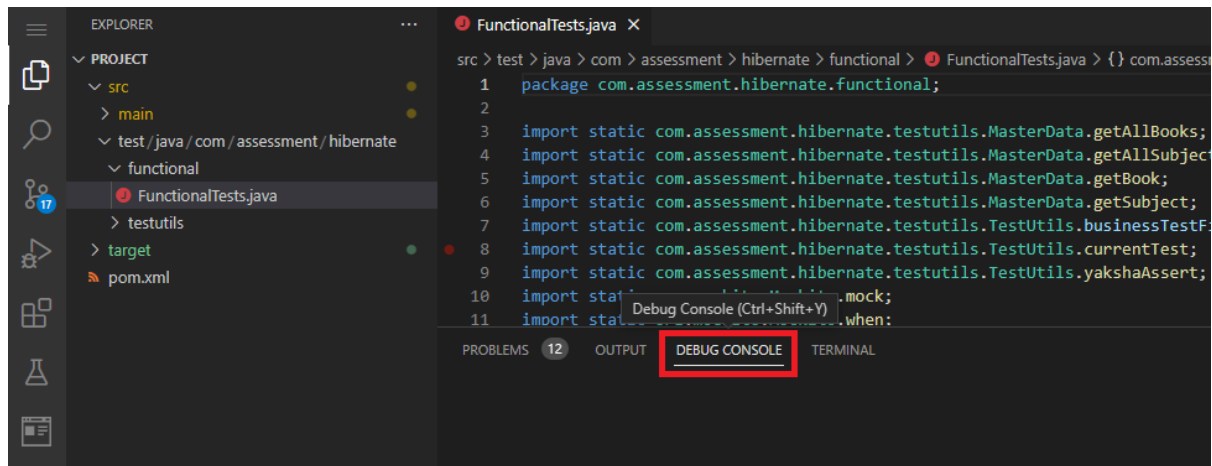 EXPLORER
PROJECT
src
main
test/java/com/assessment/hibernate
functional
FunctionalTests.java
testutils
target
pom.xml
17
FunctionalTests.java
src > test > java > com > assessment > hibernate > functional > FunctionalTests.java > {} com.assessm
1 package com.assessment.hibernate.functional;
2
3 import static com.assessment.hibernate.testutils.MasterData.getAllBooks;
4 import static com.assessment.hibernate.testutils.MasterData.getAllSubject
5 import static com.assessment.hibernate.testutils.MasterData.getBook;
6 import static com.assessment.hibernate.testutils.MasterData.getSubject;
7 import static com.assessment.hibernate.testutils.TestUtils.businessTestFi
8 import static com.assessment.hibernate.testutils.TestUtils.currentTest;
9 import static com.assessment.hibernate.testutils.TestUtils.yakshaAssert;
10 import stat .mock;
11 import stat .when;
Debug Console (Ctrl+Shift+Y)
PROBLEMS 12 OUTPUT DEBUG CONSOLE TERMINAL